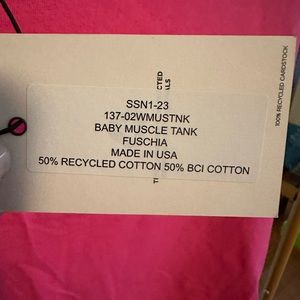 SSN1-23
137-02WMUSTNK
BABY MUSCLE TANK
FUSCHIA
MADE IN USA
50% RECYCLED COTTON 50% BCI COTTON
100% RECYCLED CARDSTOCK